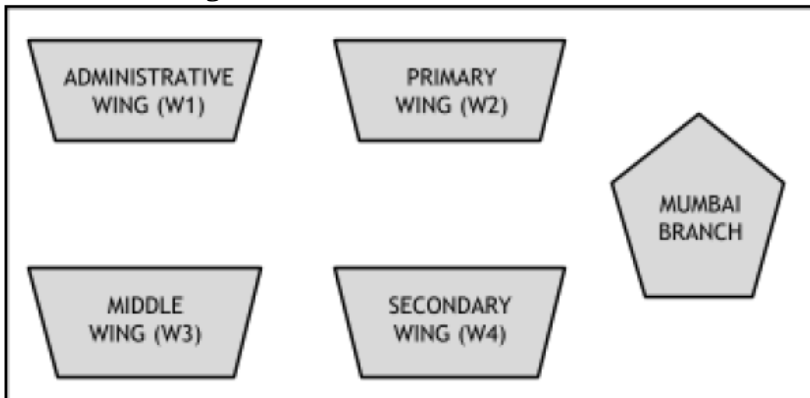 ADMINISTRATIVE
WING (W1)
PRIMARY
WING (W2)
MUMBAI
BRANCH
MIDDLE
WING (W3)
SECONDARY
WING (W4)